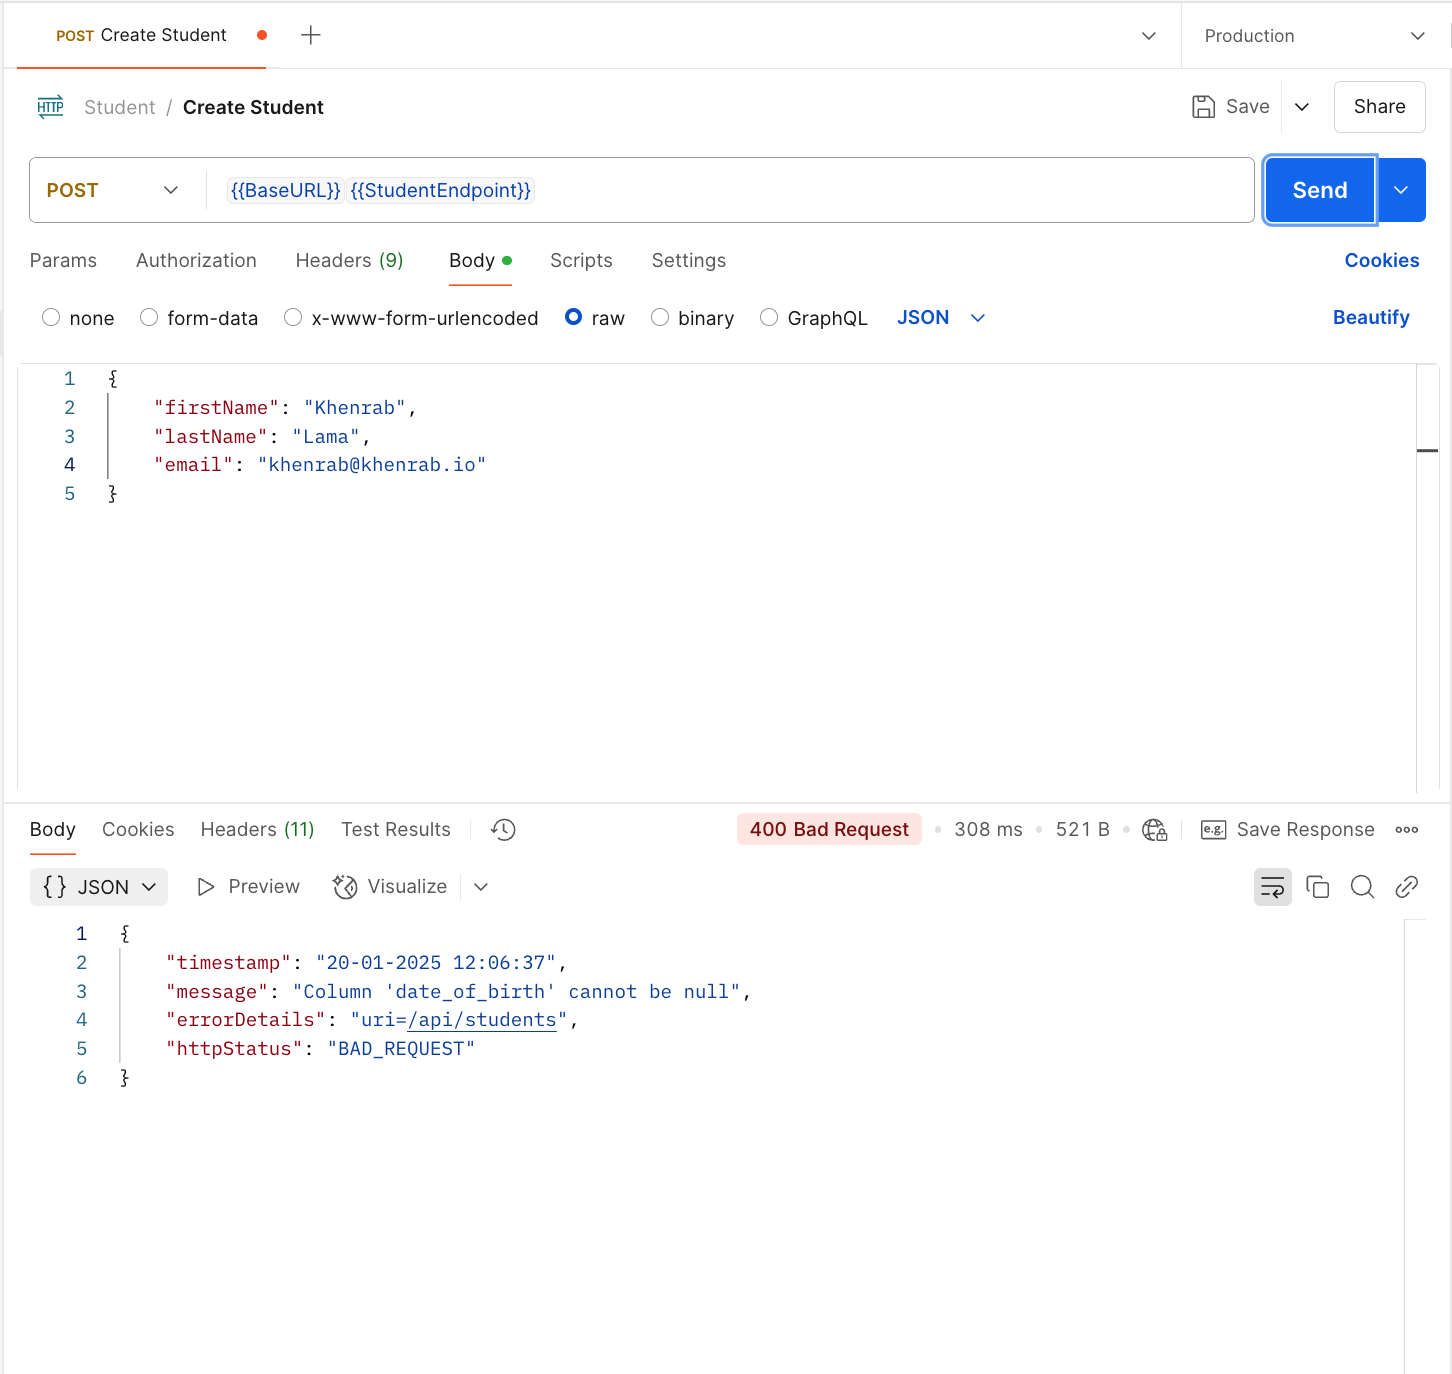 POST Create Student
Production
HTTP Student / Create Student Save Share
POST {{BaseURL}} {{StudentEndpoint}} Send
Params Authorization Headers (9) Body Scripts Settings Cookies
none form-data x-www-form-urlencoded raw binary GraphQL JSON Beautify
1 {
2 "firstName": "Khenrab",
3 "lastName": "Lama",
4 "email": "khenrab@khenrab.io"
5 }
Body Cookies Headers (11) Test Results 400 Bad Request • 308 ms • 521 B • e.g. Save Response
{} JSON Preview Visualize
1 {
2 "timestamp": "20-01-2025 12:06:37",
3 "message": "Column 'date_of_birth' cannot be null",
4 "errorDetails": "uri=/api/students",
5 "httpStatus": "BAD_REQUEST"
6 }